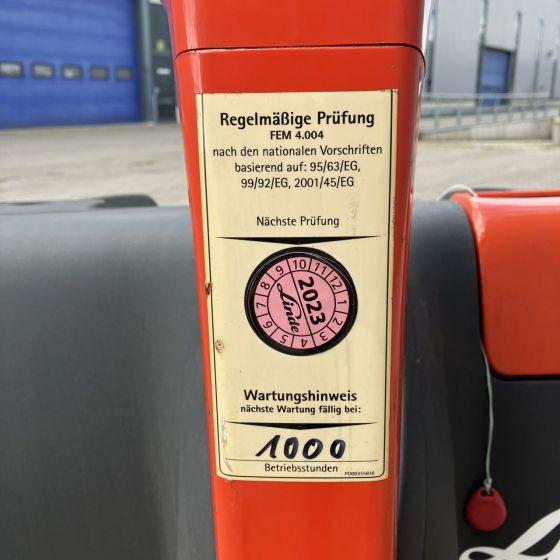 Regelmäßige Prüfung
FEM 4.004
nach den nationalen Vorschriften
basierend auf: 95/63/EG,
99/92/EG, 2001/45/EG
Nächste Prüfung
1 2 3 4 5 6 7 8 9 10 11 12
2023
Linde
Wartungshinweis
nächste Wartung fällig bei:
1000
Betriebsstunden